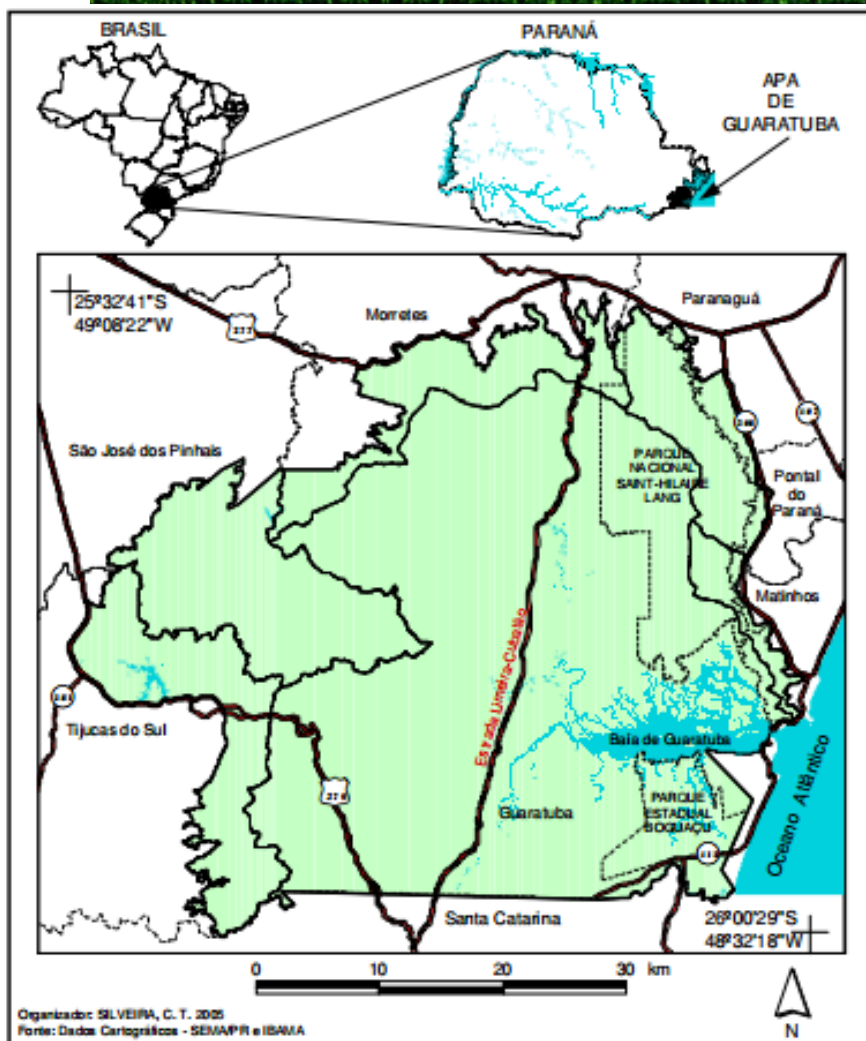 BRASIL
PARANÁ
APA
DE
GUARATUBA
25º32'41"S
49º08'22"W
Morretes
Paranaguá
277
São José dos Pinhais
PARQUE
NACIONAL
SAINT-HILAIRE
LANG
Pontal
do
Paraná
Matinhos
Estrada Limeira-Cubatão
Tijucas do Sul
Baía de Guaratuba
376
Guaratuba
PARQUE
ESTADUAL
BOGUAÇU
Oceano Atlântico
Santa Catarina
26º00'29"S
48º32'18"W
0 10 20 30 km
N
Organizador: SILVEIRA, C. T. 2005
Fonte: Dados Cartográficos - SEMA/PR e IBAMA